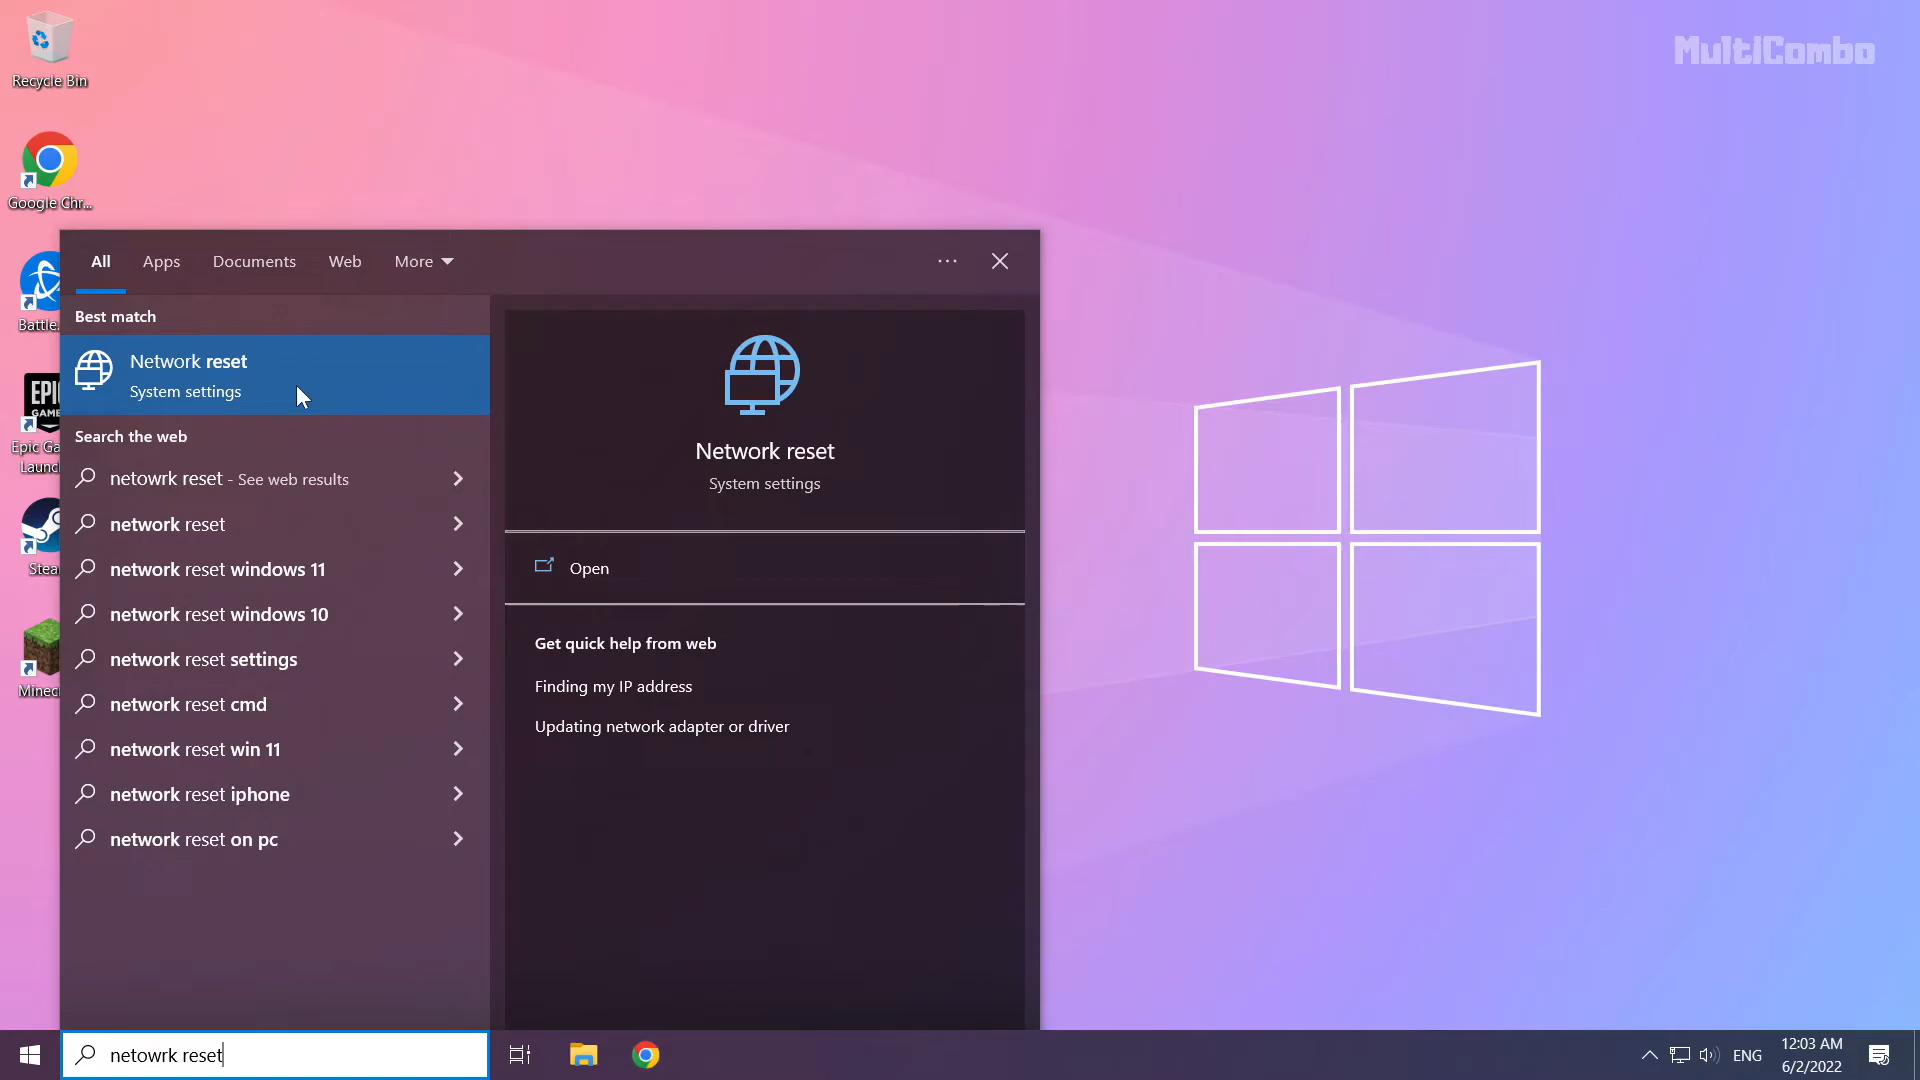 MultiCombo
Recycle Bin
Google Chr...
Battle.
EPIC
GAME
Epic Ga
Launc
Stea
Minec
All
Apps
Documents
Web
More
Best match
Network reset
System settings
Search the web
netowrk reset - See web results
network reset
network reset windows 11
network reset windows 10
network reset settings
network reset cmd
network reset win 11
network reset iphone
network reset on pc
Network reset
System settings
Open
Get quick help from web
Finding my IP address
Updating network adapter or driver
netowrk reset
ENG
12:03 AM
6/2/2022